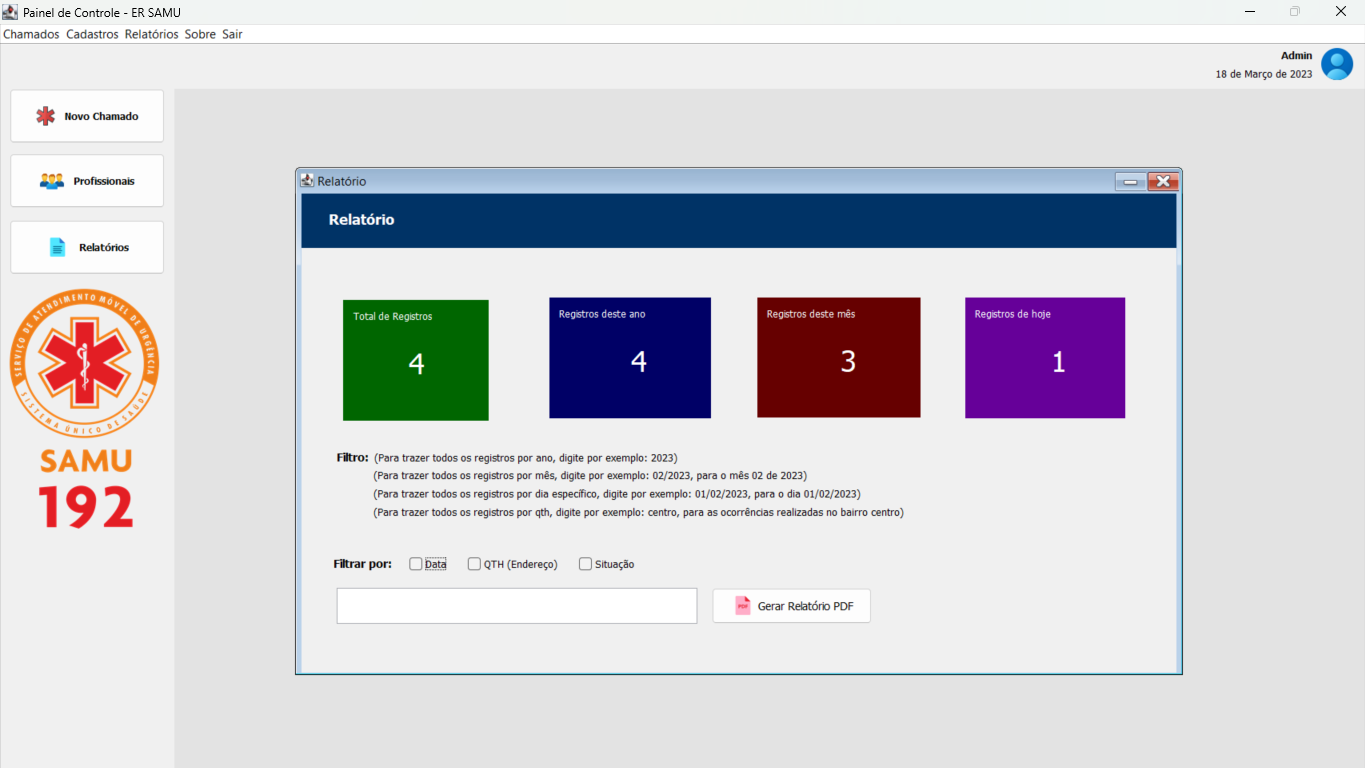 Painel de Controle - ER SAMU
Chamados Cadastros Relatórios Sobre Sair
Admin
18 de Março de 2023
Novo Chamado
Profissionais
Relatórios
SERVIÇO DE ATENDIMENTO MÓVEL DE URGÊNCIA
SISTEMA ÚNICO DE SAÚDE
SAMU
192
Relatório
Relatório
Total de Registros
4
Registros deste ano
4
Registros deste mês
3
Registros de hoje
1
Filtro: (Para trazer todos os registros por ano, digite por exemplo: 2023)
(Para trazer todos os registros por mês, digite por exemplo: 02/2023, para o mês 02 de 2023)
(Para trazer todos os registros por dia específico, digite por exemplo: 01/02/2023, para o dia 01/02/2023)
(Para trazer todos os registros por qth, digite por exemplo: centro, para as ocorrências realizadas no bairro centro)
Filtrar por: Data QTH (Endereço) Situação
PDF Gerar Relatório PDF